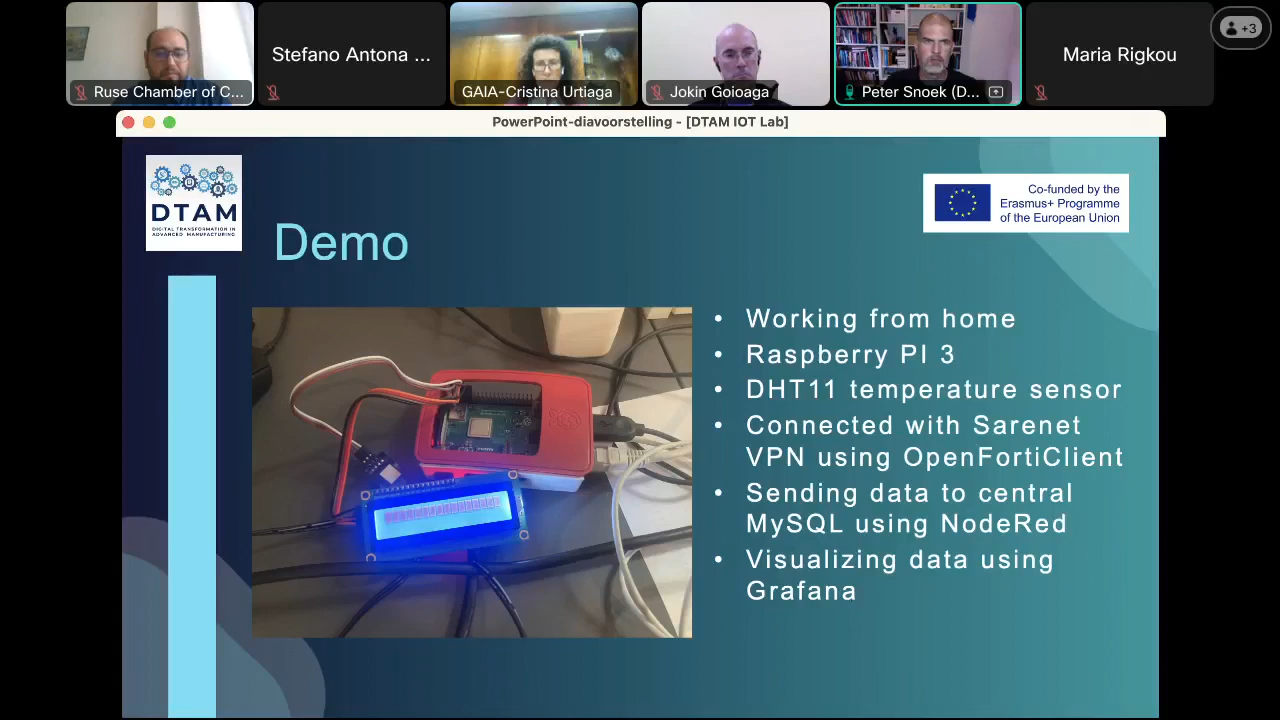 Ruse Chamber of C...
Stefano Antona ...
GAIA-Cristina Urtiaga
Jokin Goioaga
Peter Snoek (D...
Maria Rigkou
+3
PowerPoint-diavoorstelling - [DTAM IOT Lab]
DTAM
DIGITAL TRANSFORMATION IN
ADVANCED MANUFACTURING
Co-funded by the
Erasmus+ Programme
of the European Union
Demo
• Working from home
• Raspberry PI 3
• DHT11 temperature sensor
• Connected with Sarenet
VPN using OpenFortiClient
• Sending data to central
MySQL using NodeRed
• Visualizing data using
Grafana